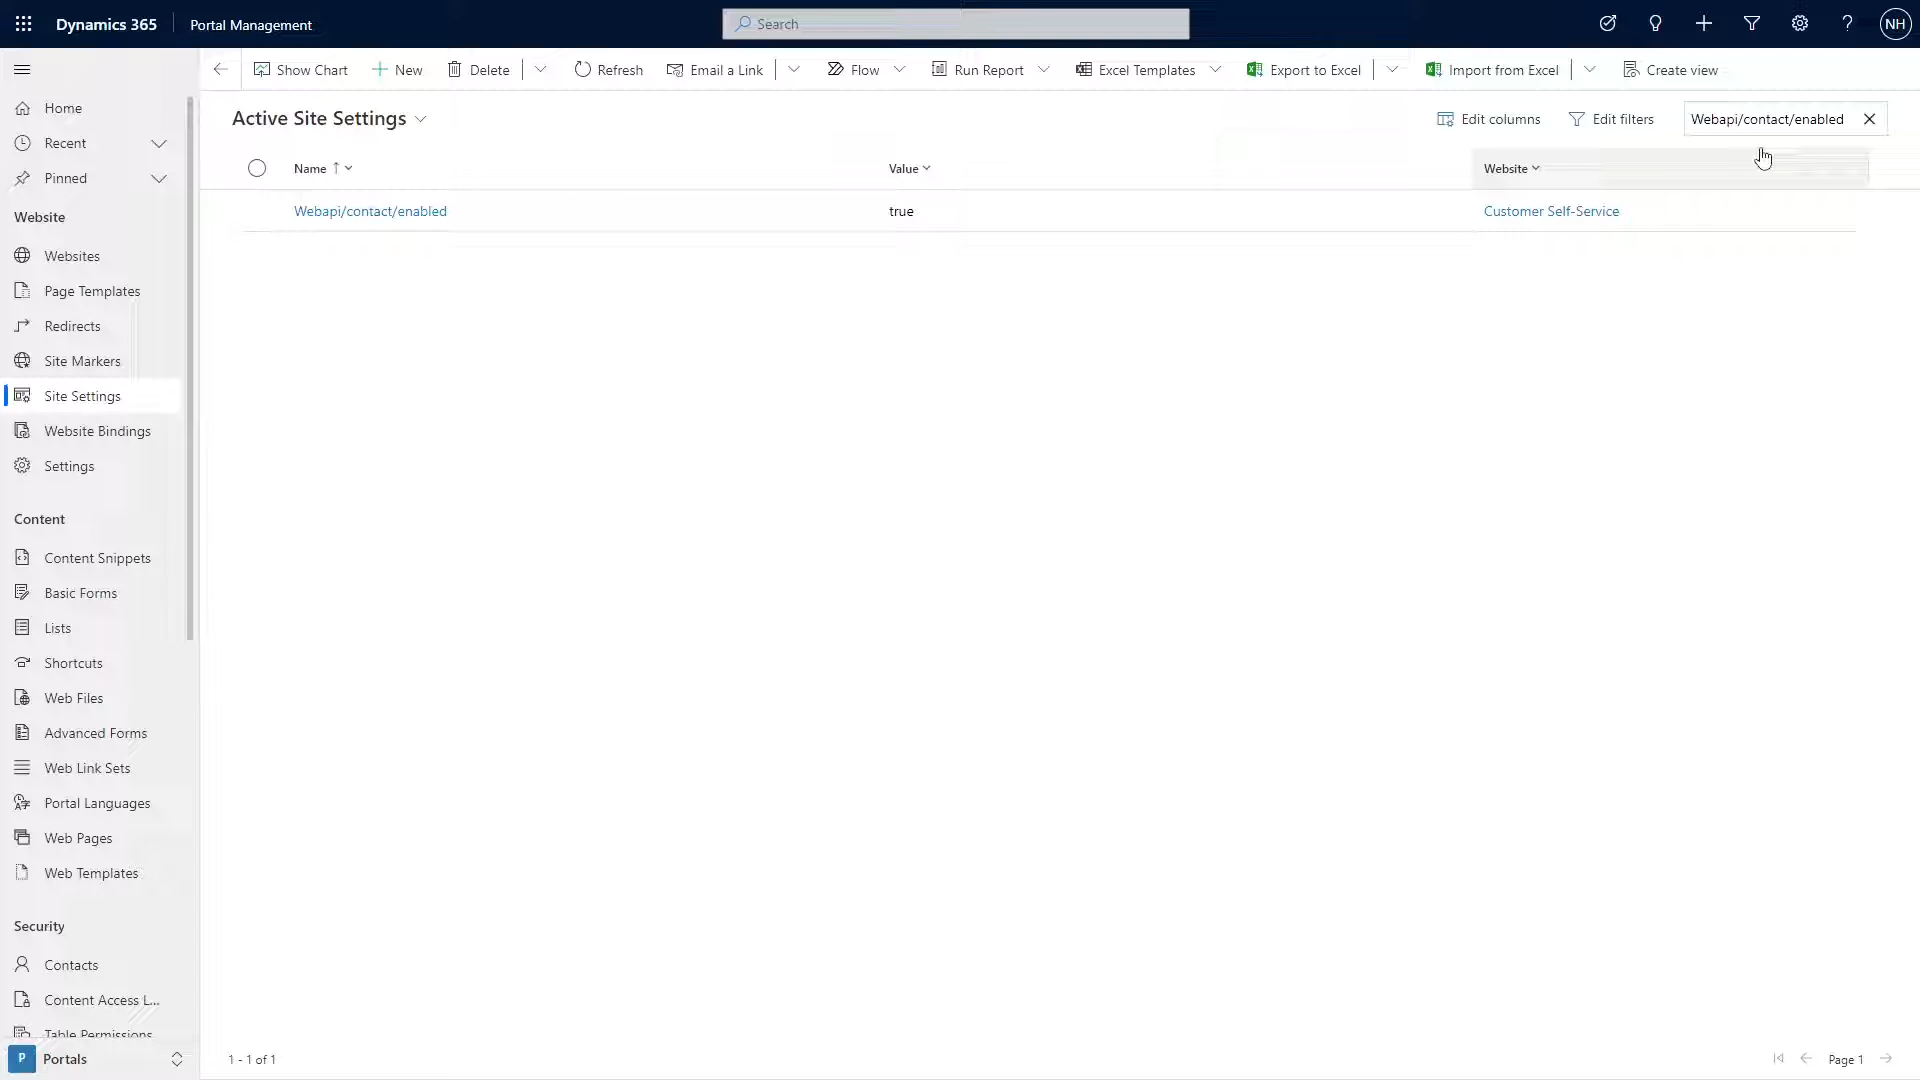 Dynamics 365
Portal Management
Search
NH
Show Chart
New
Delete
Refresh
Email a Link
Flow
Run Report
Excel Templates
Export to Excel
Import from Excel
Create view
Home
Recent
Pinned
Website
Websites
Page Templates
Redirects
Site Markers
Site Settings
Website Bindings
Settings
Content
Content Snippets
Basic Forms
Lists
Shortcuts
Web Files
Advanced Forms
Web Link Sets
Portal Languages
Web Pages
Web Templates
Security
Contacts
Content Access L...
Table Permissions
P Portals
Active Site Settings
Edit columns
Edit filters
Webapi/contact/enabled
Name
Value
Website
Webapi/contact/enabled
true
Customer Self-Service
1 - 1 of 1
Page 1